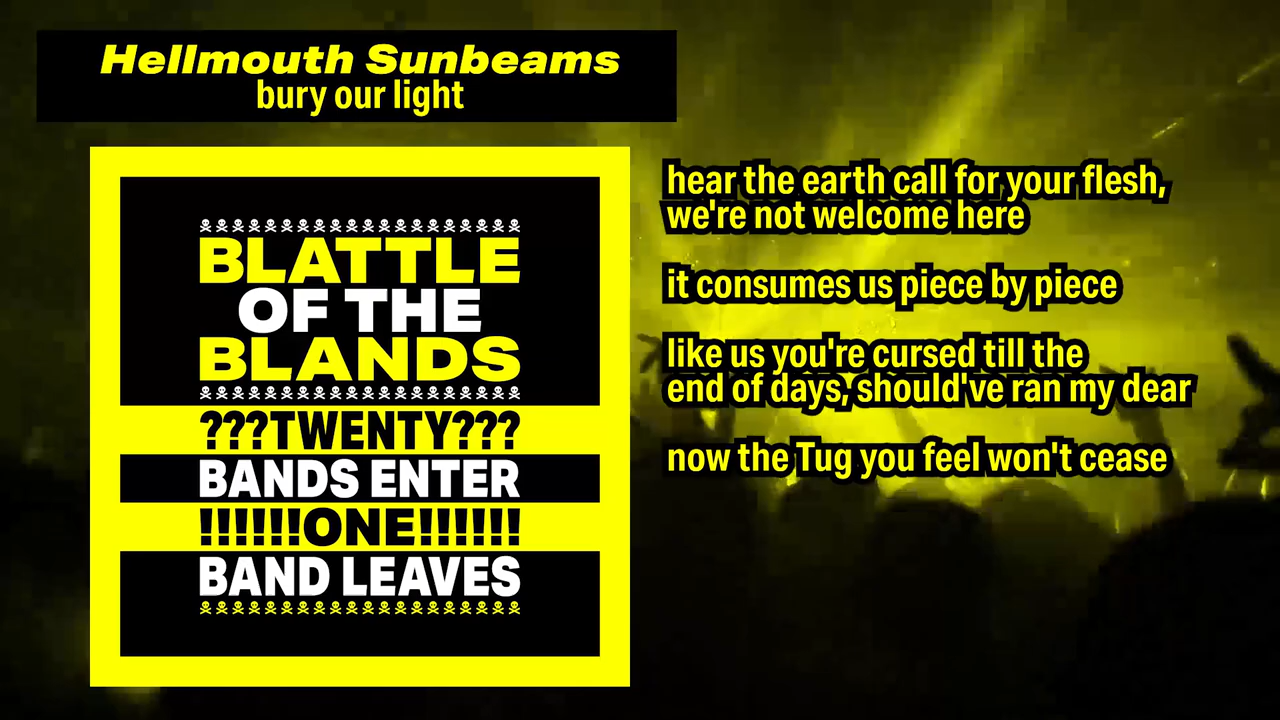 Hellmouth Sunbeams
bury our light
BLATTLE
OF THE
BLANDS
???TWENTY???
BANDS ENTER
!!!!!!ONE!!!!!!
BAND LEAVES
hear the earth call for your flesh,
we're not welcome here
it consumes us piece by piece
like us you're cursed till the
end of days, should've ran my dear
now the Tug you feel won't cease